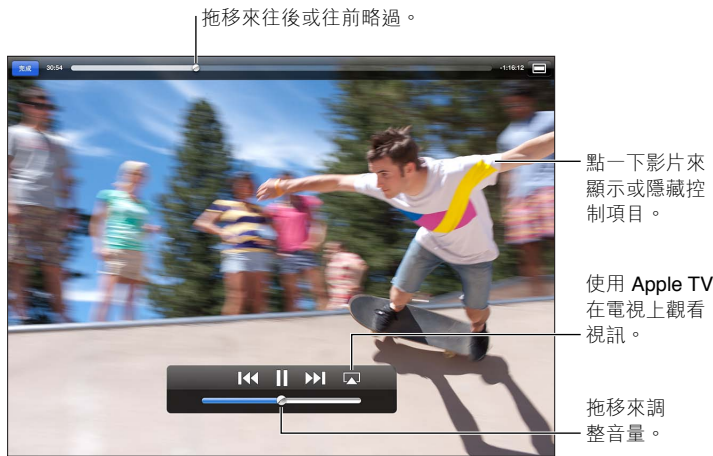 拖移來往後或往前略過。
完成 30:54 -1:16:12
點一下影片來
顯示或隱藏控
制項目。
使用 Apple TV
在電視上觀看
視訊。
拖移來調
整音量。